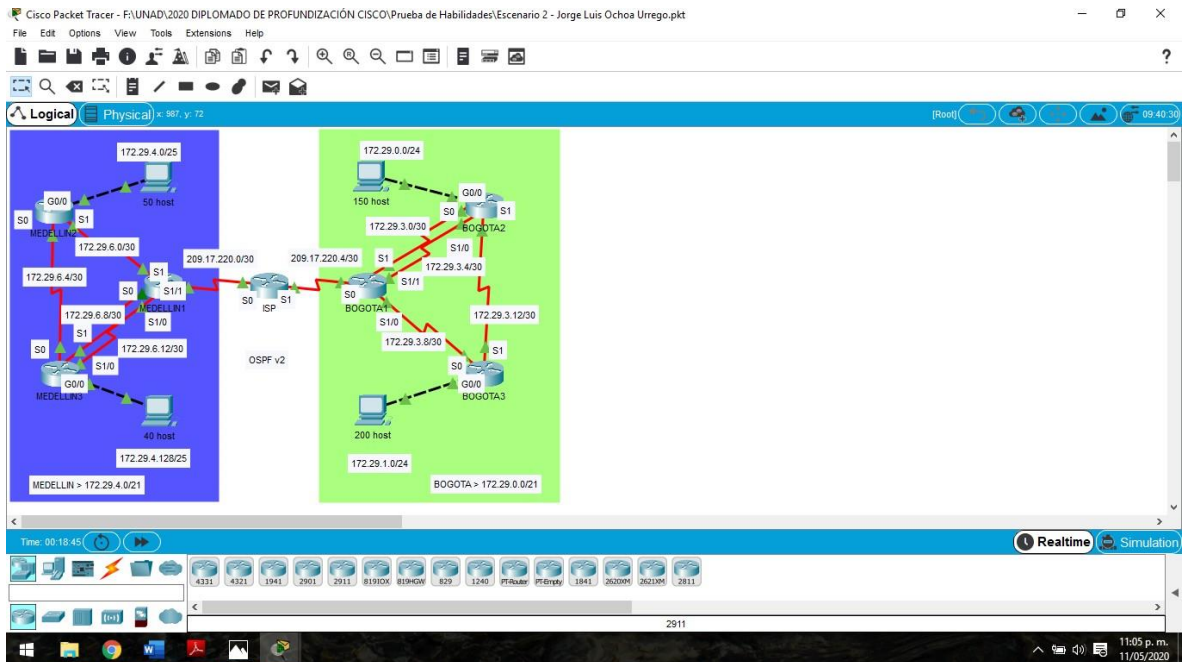 Cisco Packet Tracer - F:\UNAD\2020 DIPLOMADO DE PROFUNDIZACIÓN CISCO\Prueba de Habilidades\Escenario 2 - Jorge Luis Ochoa Urrego.pkt
File Edit Options View Tools Extensions Help
?
Logical Physical x: 587, y: 72 [Root] 09:40:30
172.29.4.0/25
50 host
G0/0
S0
S1
MEDELLIN2
172.29.6.0/30
172.29.6.4/30
S1
S0
S1/1
MEDELLIN1
172.29.6.8/30
S1/0
S1
S0
172.29.6.12/30
S1/0
G0/0
MEDELLIN3
40 host
172.29.4.128/25
MEDELLIN > 172.29.4.0/21
209.17.220.0/30
209.17.220.4/30
S0
S1
ISP
OSPF v2
172.29.0.0/24
150 host
G0/0
S0
S1
BOGOTA2
172.29.3.0/30
S1/0
S1
172.29.3.4/30
S1/1
S0
BOGOTA1
S1/0
172.29.3.12/30
172.29.3.8/30
S1
S0
G0/0
BOGOTA3
200 host
172.29.1.0/24
BOGOTA > 172.29.0.0/21
Time: 00:18:45 Realtime Simulation
4331 4321 1941 2901 2911 819IOX 819HGW 829 1240 PT-Router PT-Empty 1841 2620XM 2621XM 2811
2911
11:05 p. m.
11/05/2020